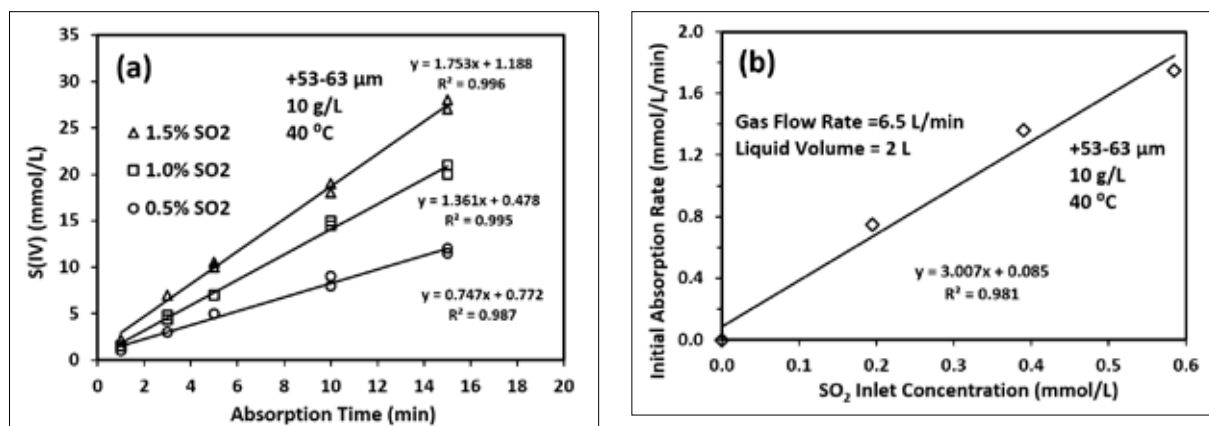 (a)
+53-63 µm
10 g/L
40 °C
1.5% SO2
1.0% SO2
0.5% SO2
y = 1.753x + 1.188
R² = 0.996
y = 1.361x + 0.478
R² = 0.995
y = 0.747x + 0.772
R² = 0.987
S(IV) (mmol/L)
35
30
25
20
15
10
5
0
0 2 4 6 8 10 12 14 16 18 20
Absorption Time (min)
(b)
Gas Flow Rate =6.5 L/min
Liquid Volume = 2 L
+53-63 µm
10 g/L
40 °C
y = 3.007x + 0.085
R² = 0.981
Initial Absorption Rate (mmol/L/min)
2.0
1.6
1.2
0.8
0.4
0.0
0.0 0.1 0.2 0.3 0.4 0.5 0.6
SO₂ Inlet Concentration (mmol/L)